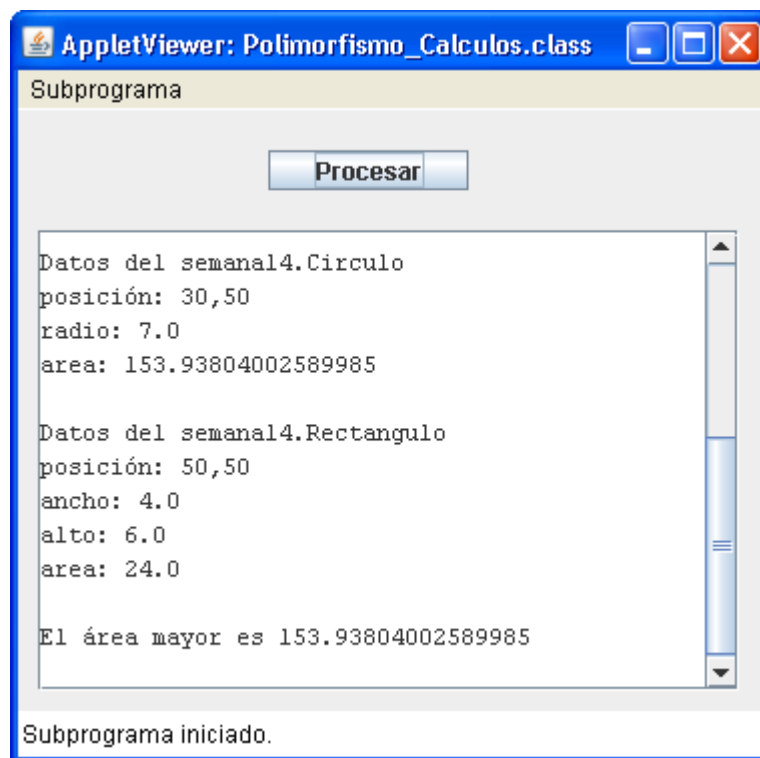 AppletViewer: Polimorfismo_Calculos.class
Subprograma
Procesar
Datos del semana14.Circulo
posición: 30,50
radio: 7.0
area: 153.93804002589985
Datos del semana14.Rectangulo
posición: 50,50
ancho: 4.0
alto: 6.0
area: 24.0
El área mayor es 153.93804002589985
Subprograma iniciado.